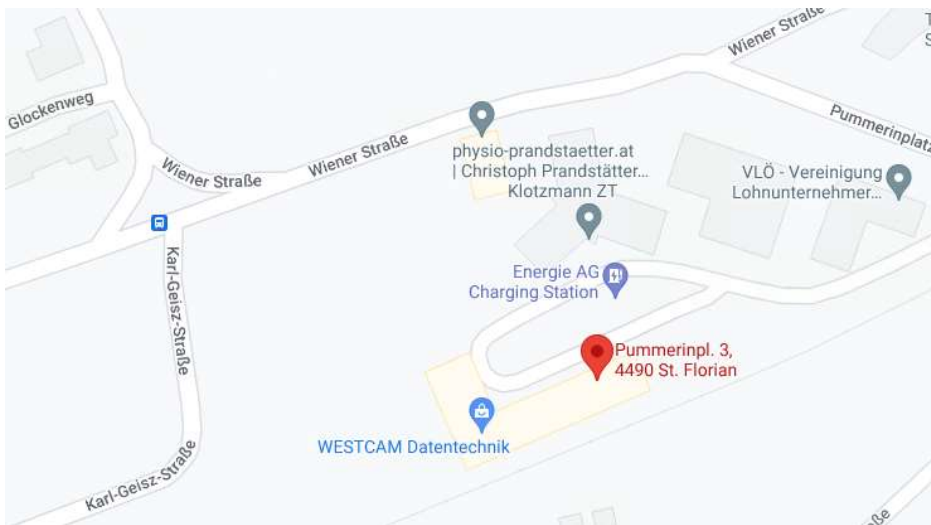 Wiener Straße
Glockenweg
Pummerinplatz
Wiener Straße
Wiener Straße
physio-prandstaetter.at
| Christoph Prandstätter...
Klotzmann ZT
VLÖ - Vereinigung
Lohnunternehmer...
Karl-Geisz-Straße
Energie AG
Charging Station
Pummerinpl. 3,
4490 St. Florian
WESTCAM Datentechnik
Karl-Geisz-Straße